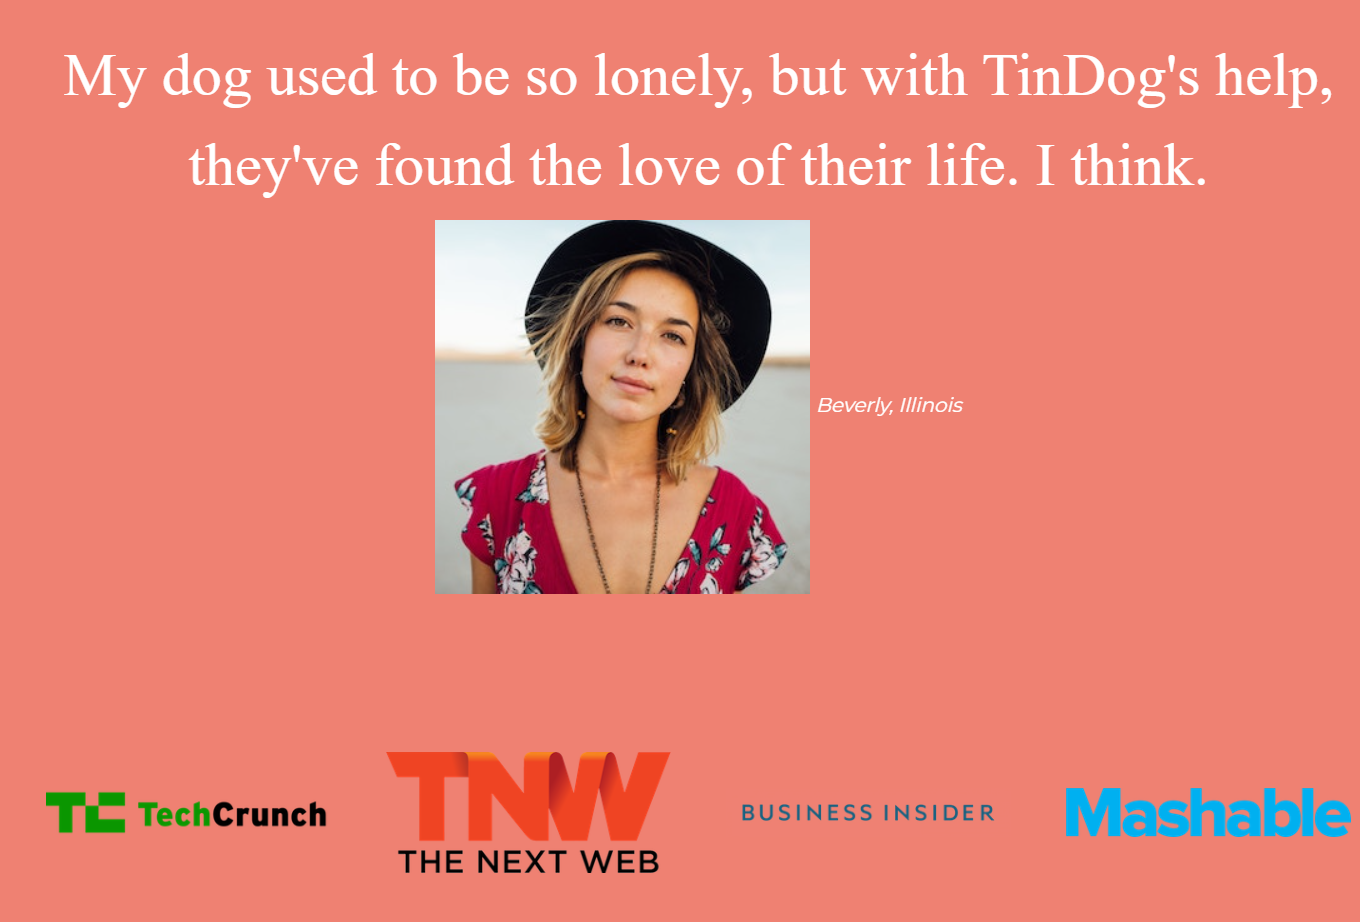 My dog used to be so lonely, but with TinDog's help,
they've found the love of their life. I think.
Beverly, Illinois
TC TechCrunch
TNW
THE NEXT WEB
BUSINESS INSIDER
Mashable